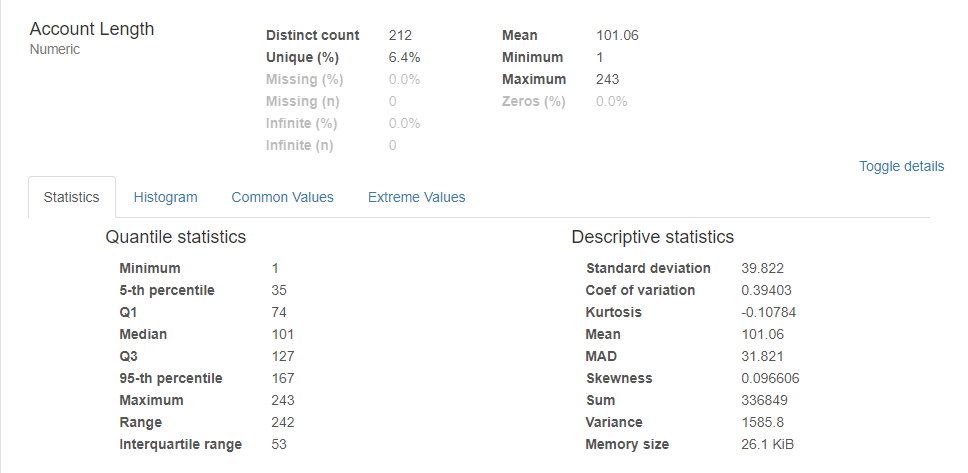 Account Length
Numeric
Distinct count 212
Unique (%) 6.4%
Missing (%) 0.0%
Missing (n) 0
Infinite (%) 0.0%
Infinite (n) 0
Mean 101.06
Minimum 1
Maximum 243
Zeros (%) 0.0%
Toggle details
Statistics Histogram Common Values Extreme Values
Quantile statistics
Minimum 1
5-th percentile 35
Q1 74
Median 101
Q3 127
95-th percentile 167
Maximum 243
Range 242
Interquartile range 53
Descriptive statistics
Standard deviation 39.822
Coef of variation 0.39403
Kurtosis -0.10784
Mean 101.06
MAD 31.821
Skewness 0.096606
Sum 336849
Variance 1585.8
Memory size 26.1 KiB